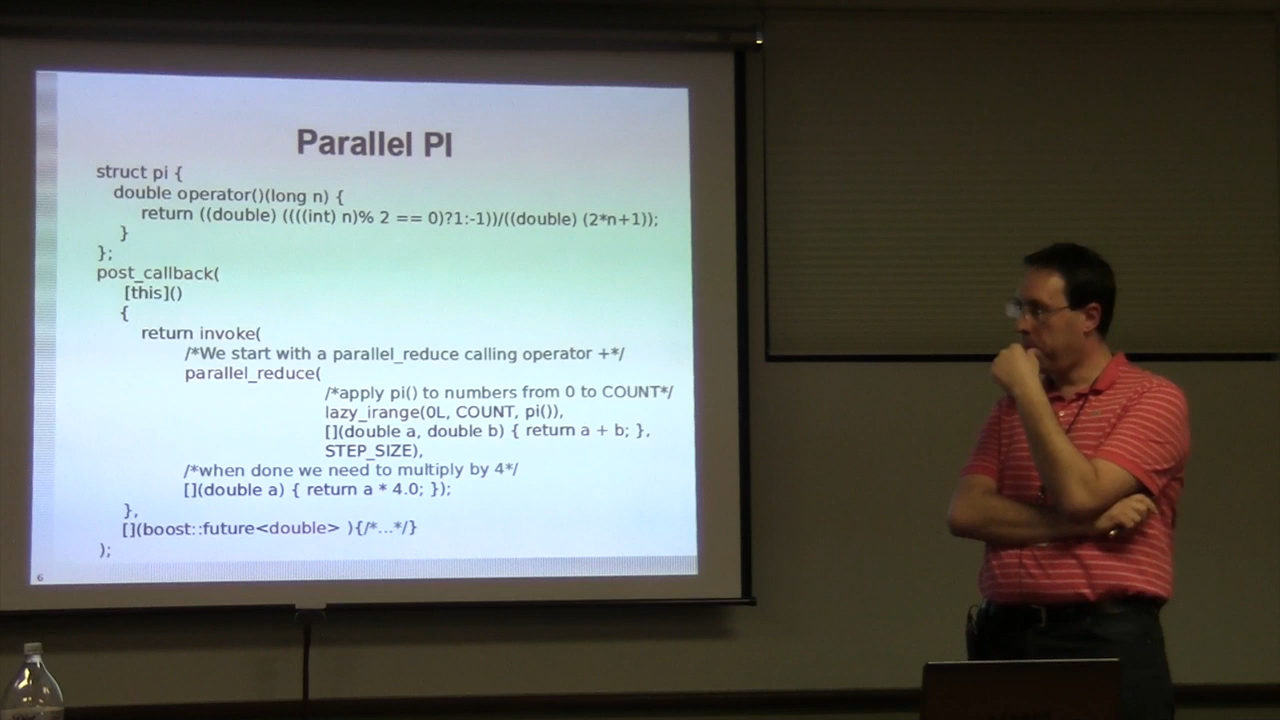 Parallel PI
struct pi {
double operator()(long n) {
return ((double) ((((int) n)% 2 == 0)?1:-1))/((double) (2*n+1));
}
};
post_callback(
[this]()
{
return invoke(
/*We start with a parallel_reduce calling operator +*/
parallel_reduce(
/*apply pi() to numbers from 0 to COUNT*/
lazy_irange(0L, COUNT, pi()),
[](double a, double b) { return a + b; },
STEP_SIZE),
/*when done we need to multiply by 4*/
[](double a) { return a * 4.0; });
},
[](boost::future<double> ){/*...*/}
);
6